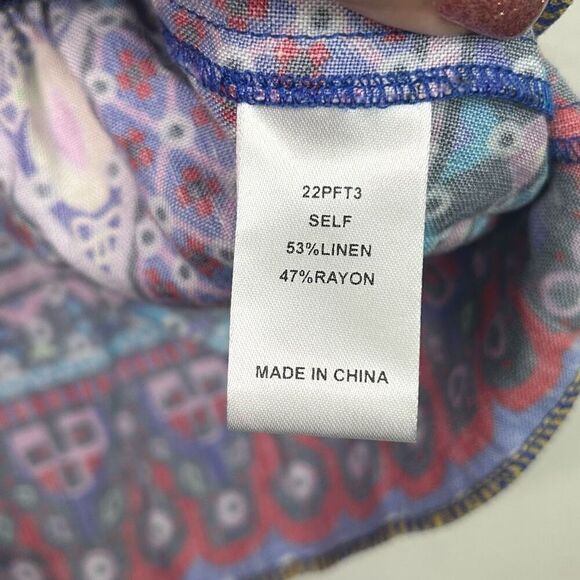 22PFT3
SELF
53%LINEN
47%RAYON
MADE IN CHINA